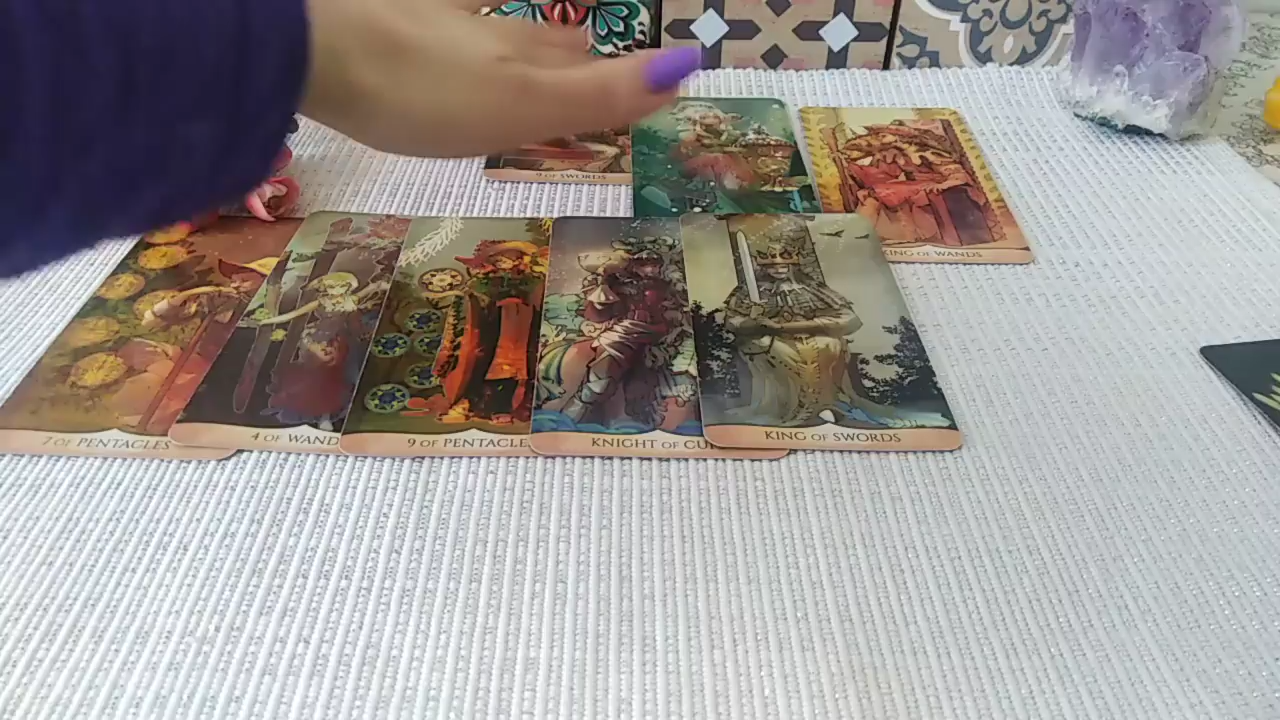 9 OF SWORDS
KING OF WANDS
7 OF PENTACLES
4 OF WAND
9 OF PENTACLE
KNIGHT OF CU
KING OF SWORDS